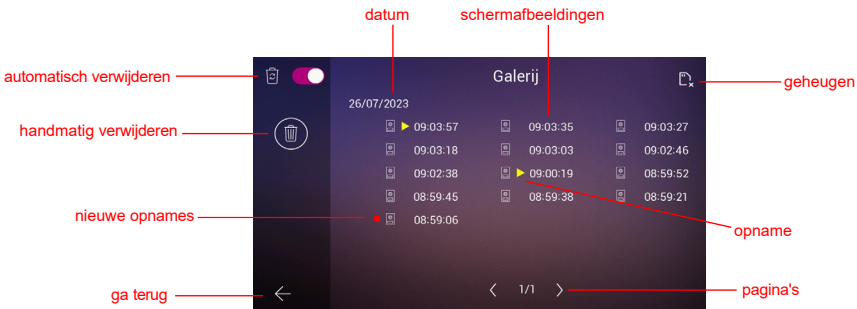 datum
schermafbeeldingen
automatisch verwijderen
Galerij
geheugen
26/07/2023
handmatig verwijderen
09:03:57 09:03:35 09:03:27
09:03:18 09:03:03 09:02:46
09:02:38 09:00:19 08:59:52
08:59:45 08:59:38 08:59:21
nieuwe opnames
08:59:06
opname
ga terug
1/1
pagina's